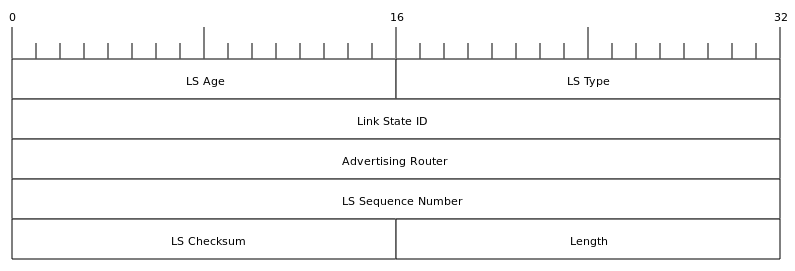 0 16 32
LS Age LS Type
Link State ID
Advertising Router
LS Sequence Number
LS Checksum Length